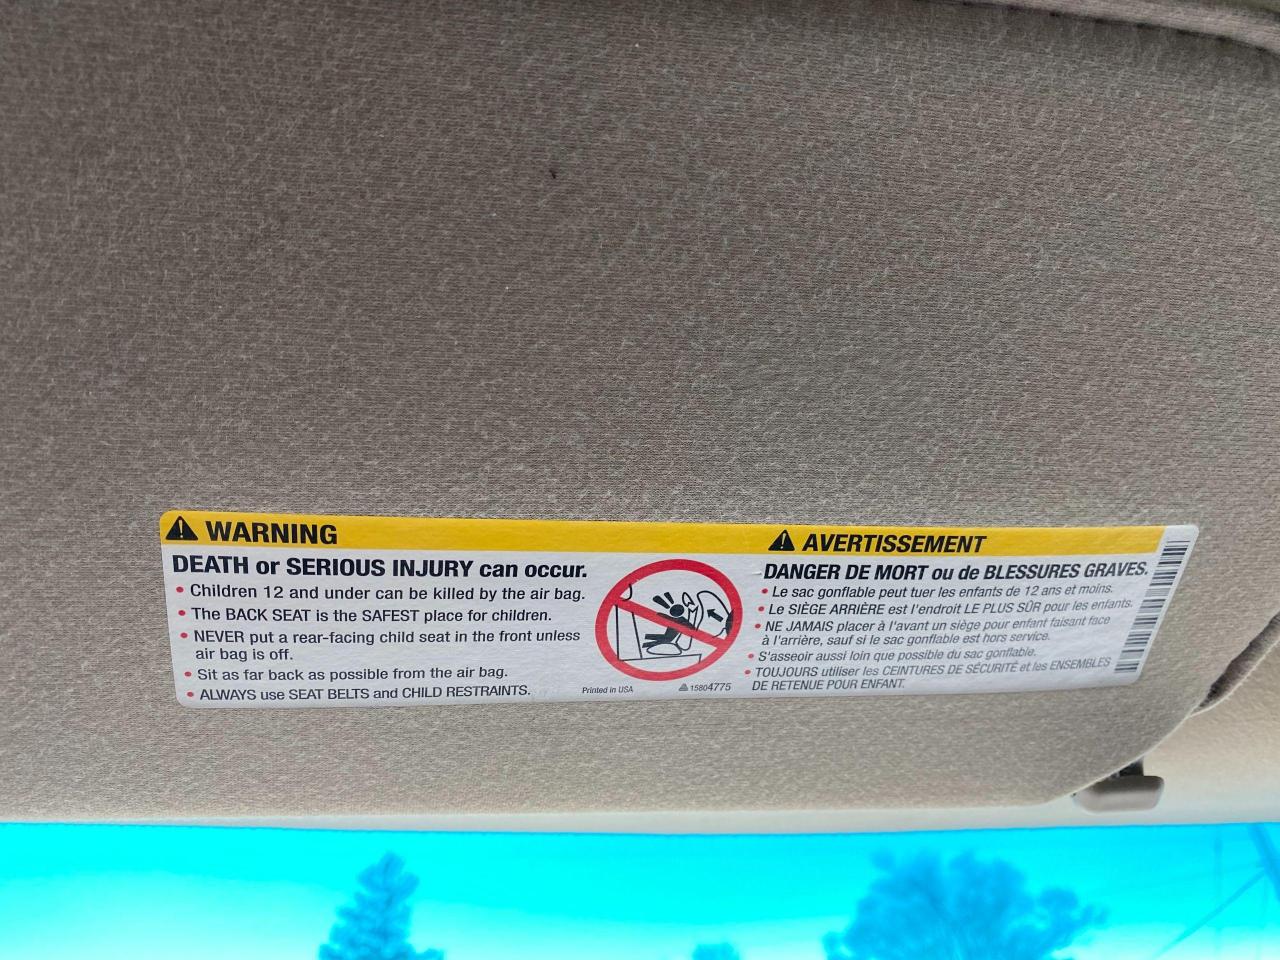 WARNING
DEATH or SERIOUS INJURY can occur.
• Children 12 and under can be killed by the air bag.
• The BACK SEAT is the SAFEST place for children.
• NEVER put a rear-facing child seat in the front unless
air bag is off.
• Sit as far back as possible from the air bag.
• ALWAYS use SEAT BELTS and CHILD RESTRAINTS.
Printed in USA
15804775
AVERTISSEMENT
DANGER DE MORT ou de BLESSURES GRAVES.
• Le sac gonflable peut tuer les enfants de 12 ans et moins.
• Le SIÈGE ARRIÈRE est l'endroit LE PLUS SÛR pour les enfants.
• NE JAMAIS placer à l'avant un siège pour enfant faisant face
à l'arrière, sauf si le sac gonflable est hors service.
• S'asseoir aussi loin que possible du sac gonflable.
• TOUJOURS utiliser les CEINTURES DE SÉCURITÉ et les ENSEMBLES
DE RETENUE POUR ENFANT.